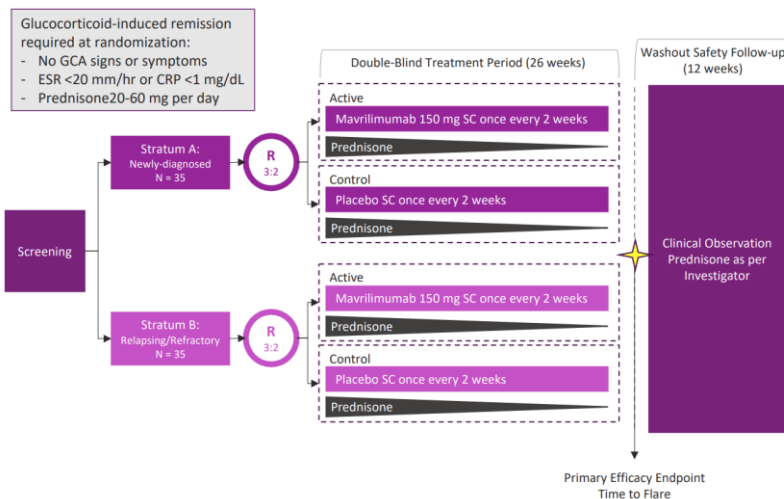 Glucocorticoid-induced remission
required at randomization:
- No GCA signs or symptoms
- ESR <20 mm/hr or CRP <1 mg/dL
- Prednisone20-60 mg per day
Double-Blind Treatment Period (26 weeks)
Washout Safety Follow-up
(12 weeks)
Screening
Stratum A:
Newly-diagnosed
N = 35
R
3:2
Active
Mavrilimumab 150 mg SC once every 2 weeks
Prednisone
Control
Placebo SC once every 2 weeks
Prednisone
Stratum B:
Relapsing/Refractory
N = 35
R
3:2
Active
Mavrilimumab 150 mg SC once every 2 weeks
Prednisone
Control
Placebo SC once every 2 weeks
Prednisone
Clinical Observation
Prednisone as per
Investigator
Primary Efficacy Endpoint
Time to Flare